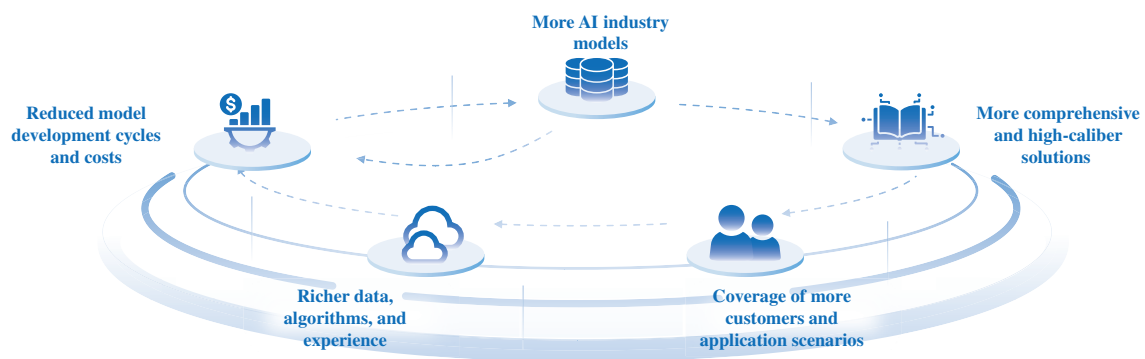 More AI industry
models
Reduced model
development cycles
and costs
$
More comprehensive
and high-caliber
solutions
Richer data,
algorithms, and
experience
Coverage of more
customers and
application scenarios